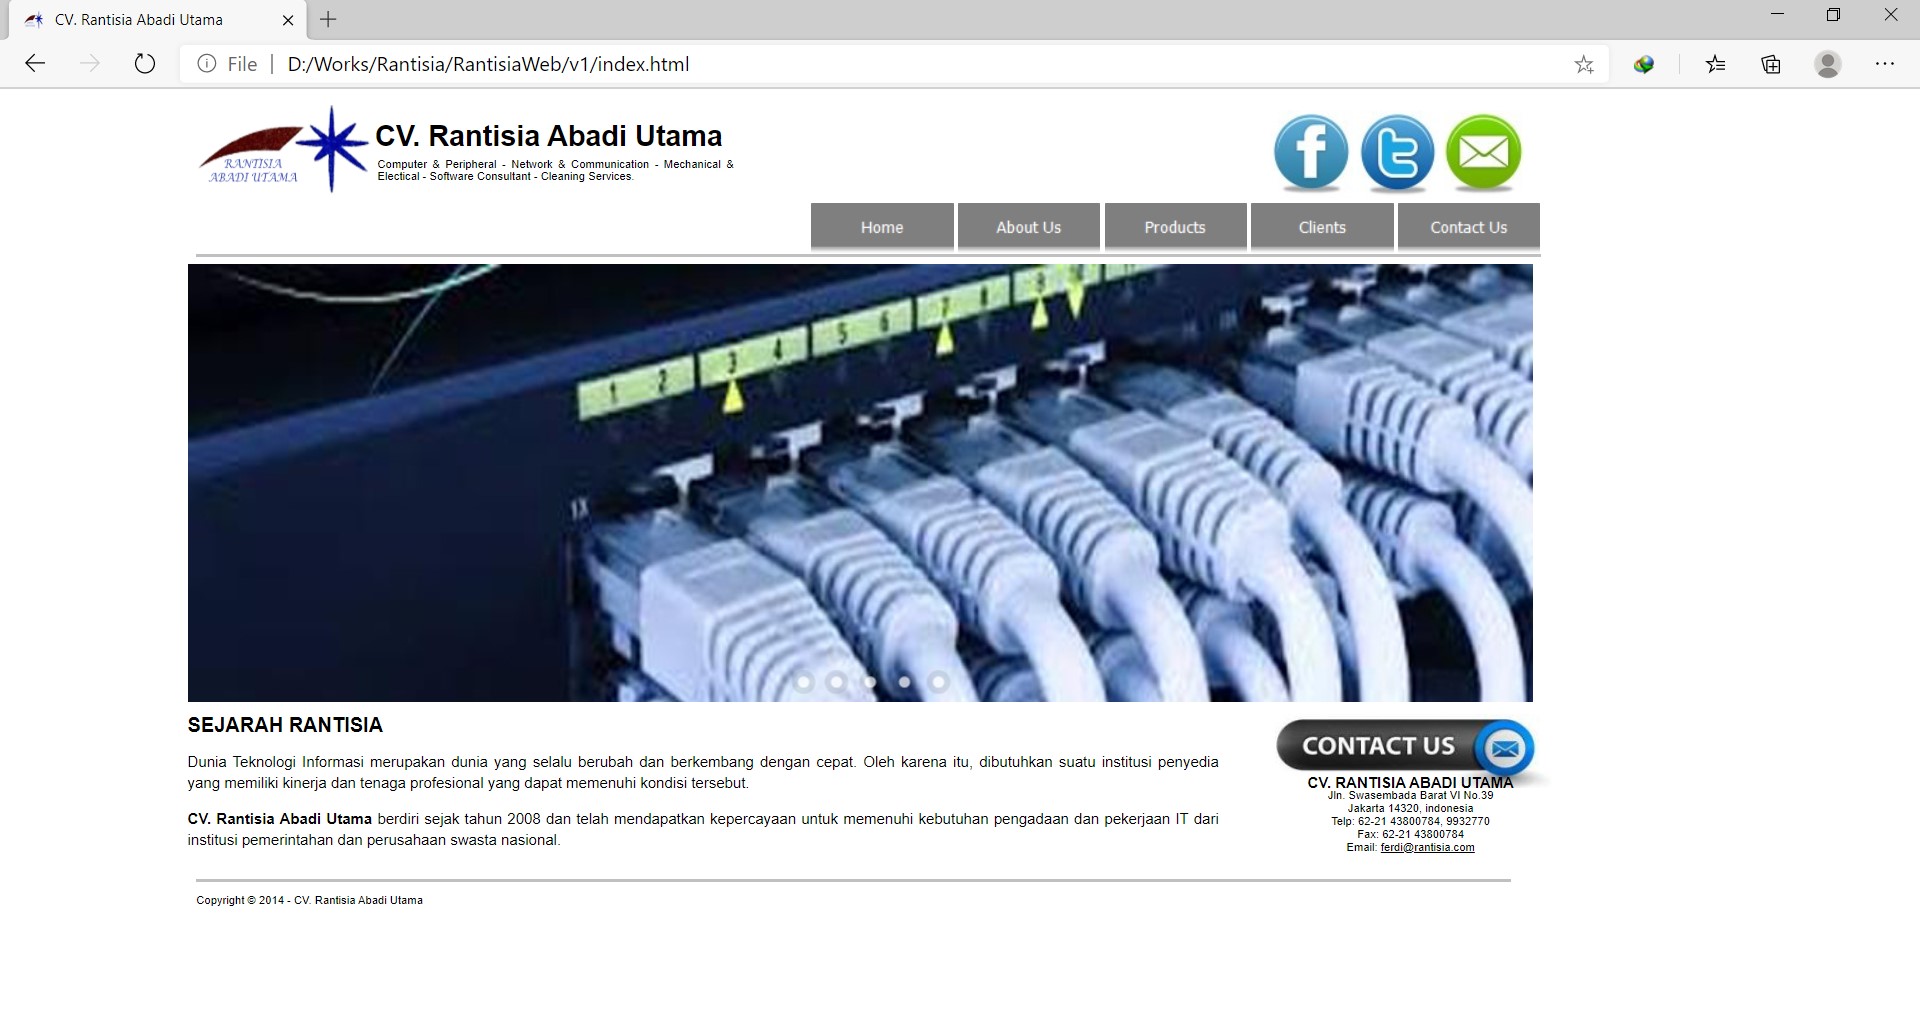 CV. Rantisia Abadi Utama
File
D:/Works/Rantisia/RantisiaWeb/v1/index.html
RANTISIA
ABADI UTAMA
CV. Rantisia Abadi Utama
Computer & Peripheral - Network & Communication - Mechanical &
Electical - Software Consultant - Cleaning Services.
Home
About Us
Products
Clients
Contact Us
1 2 3 4 5 6 7 8 9
1X
SEJARAH RANTISIA
Dunia Teknologi Informasi merupakan dunia yang selalu berubah dan berkembang dengan cepat. Oleh karena itu, dibutuhkan suatu institusi penyedia
yang memiliki kinerja dan tenaga profesional yang dapat memenuhi kondisi tersebut.
CV. Rantisia Abadi Utama berdiri sejak tahun 2008 dan telah mendapatkan kepercayaan untuk memenuhi kebutuhan pengadaan dan pekerjaan IT dari
institusi pemerintahan dan perusahaan swasta nasional.
CONTACT US
CV. RANTISIA ABADI UTAMA
Jln. Swasembada Barat VI No.39
Jakarta 14320, indonesia
Telp: 62-21 43800784, 9932770
Fax: 62-21 43800784
Email: ferdi@rantisia.com
Copyright © 2014 - CV. Rantisia Abadi Utama